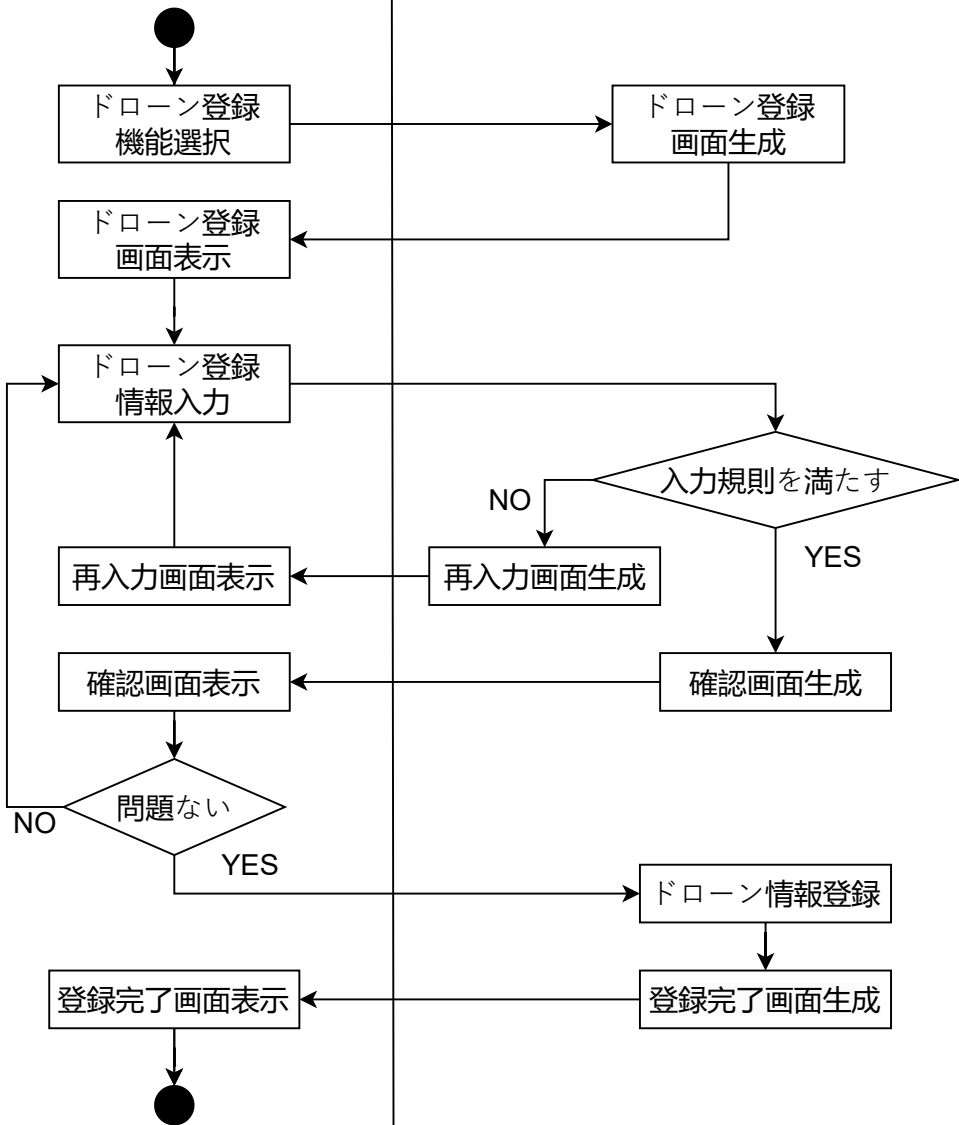 ドローン登録
機能選択
ドローン登録
画面生成
ドローン登録
画面表示
ドローン登録
情報入力
入力規則を満たす
NO
YES
再入力画面表示
再入力画面生成
確認画面表示
確認画面生成
問題ない
NO
YES
ドローン情報登録
登録完了画面表示
登録完了画面生成